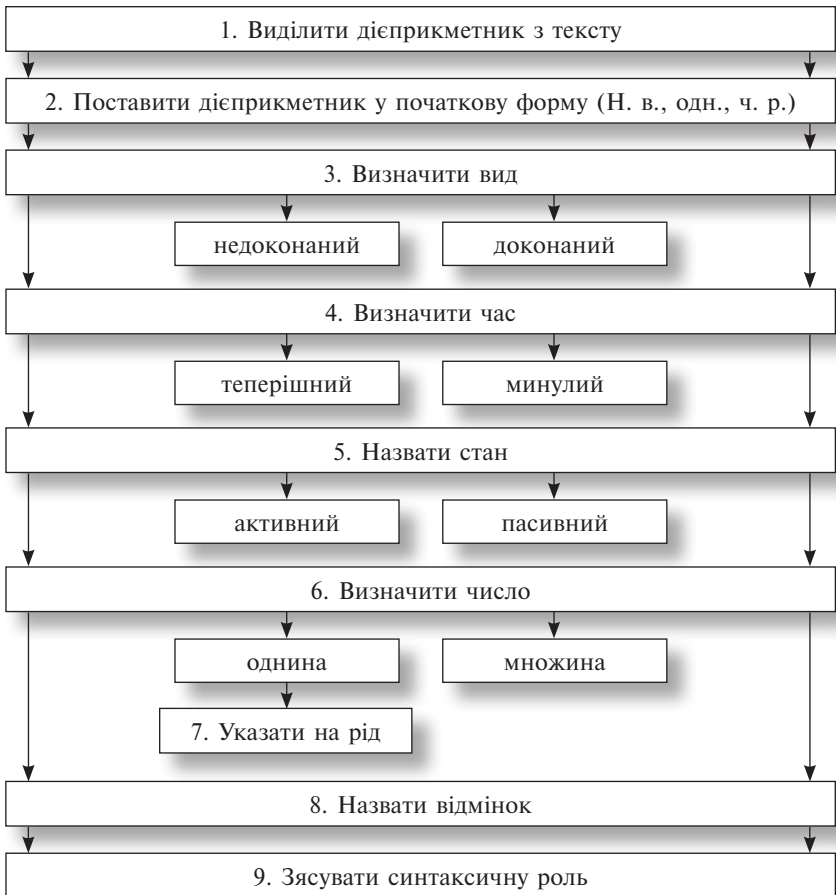 1. Виділити дієприкметник з тексту
2. Поставити дієприкметник у початкову форму (Н. в., одн., ч. р.)
3. Визначити вид
недоконаний доконаний
4. Визначити час
теперішний минулий
5. Назвати стан
активний пасивний
6. Визначити число
однина множина
7. Указати на рід
8. Назвати відмінок
9. Зясувати синтаксичну роль